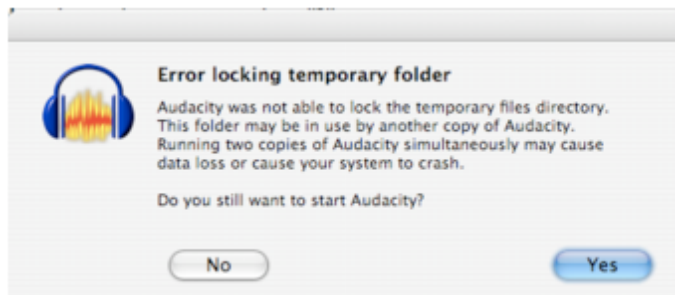 Error locking temporary folder
Audacity was not able to lock the temporary files directory.
This folder may be in use by another copy of Audacity.
Running two copies of Audacity simultaneously may cause
data loss or cause your system to crash.
Do you still want to start Audacity?
No
Yes